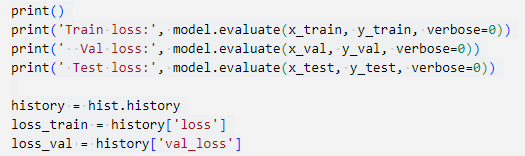 print()
print('Train loss:', model.evaluate(x_train, y_train, verbose=0))
print('  Val loss:', model.evaluate(x_val, y_val, verbose=0))
print(' Test loss:', model.evaluate(x_test, y_test, verbose=0))

history = hist.history
loss_train = history['loss']
loss_val = history['val_loss']